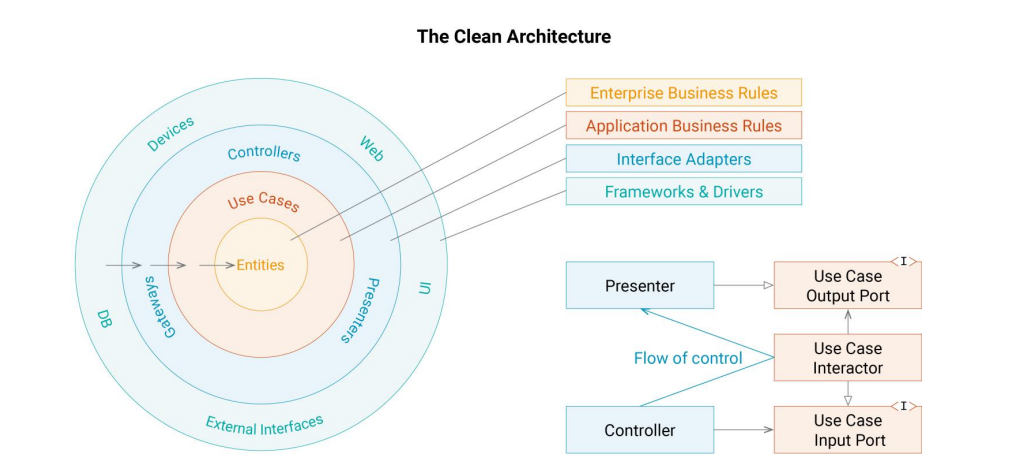 The Clean Architecture
Devices
Web
Controllers
Use Cases
Entities
Gateways
Presenters
DB
UI
External Interfaces
Enterprise Business Rules
Application Business Rules
Interface Adapters
Frameworks & Drivers
Presenter
<I>
Use Case
Output Port
Flow of control
Use Case
Interactor
Controller
<I>
Use Case
Input Port